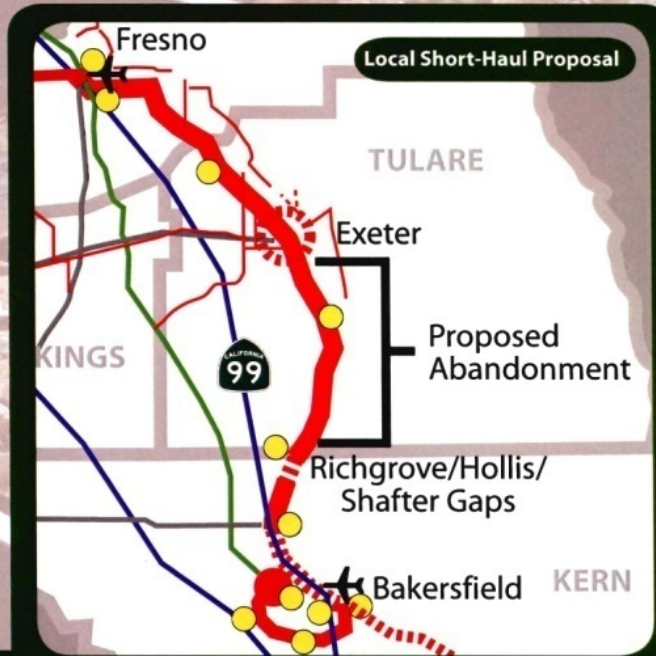 Fresno
Local Short-Haul Proposal
TULARE
Exeter
KINGS
CALIFORNIA
99
Proposed
Abandonment
Richgrove/Hollis/
Shafter Gaps
Bakersfield
KERN